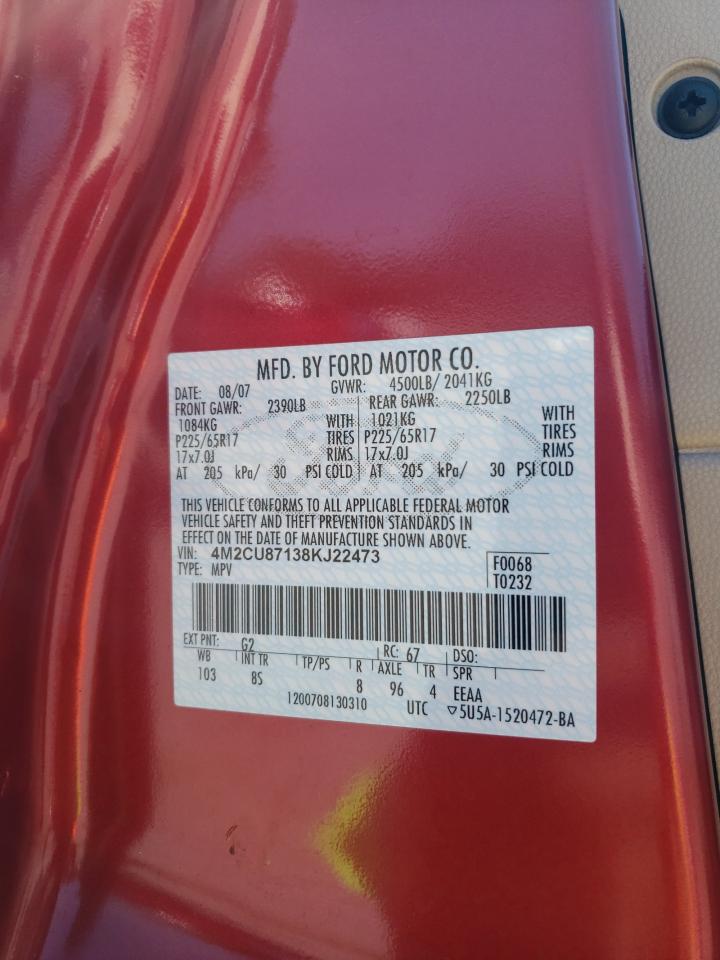 MFD. BY FORD MOTOR CO.
DATE: 08/07 GVWR: 4500LB/ 2041KG
FRONT GAWR: 2390LB REAR GAWR: 2250LB
1084KG WITH 1021KG WITH
P225/65R17 TIRES P225/65R17 TIRES
17x7.0J RIMS 17x7.0J RIMS
AT 205 kPa/ 30 PSI COLD AT 205 kPa/ 30 PSI COLD
THIS VEHICLE CONFORMS TO ALL APPLICABLE FEDERAL MOTOR
VEHICLE SAFETY AND THEFT PREVENTION STANDARDS IN
EFFECT ON THE DATE OF MANUFACTURE SHOWN ABOVE.
VIN: 4M2CU87138KJ22473
TYPE: MPV
F0068
T0232
EXT PNT: G2 RC: 67 DSO:
WB INT TR TP/PS R AXLE TR SPR
103 BS 8 96 4 EEAA
1200708130310 UTC ▽5U5A-1520472-BA